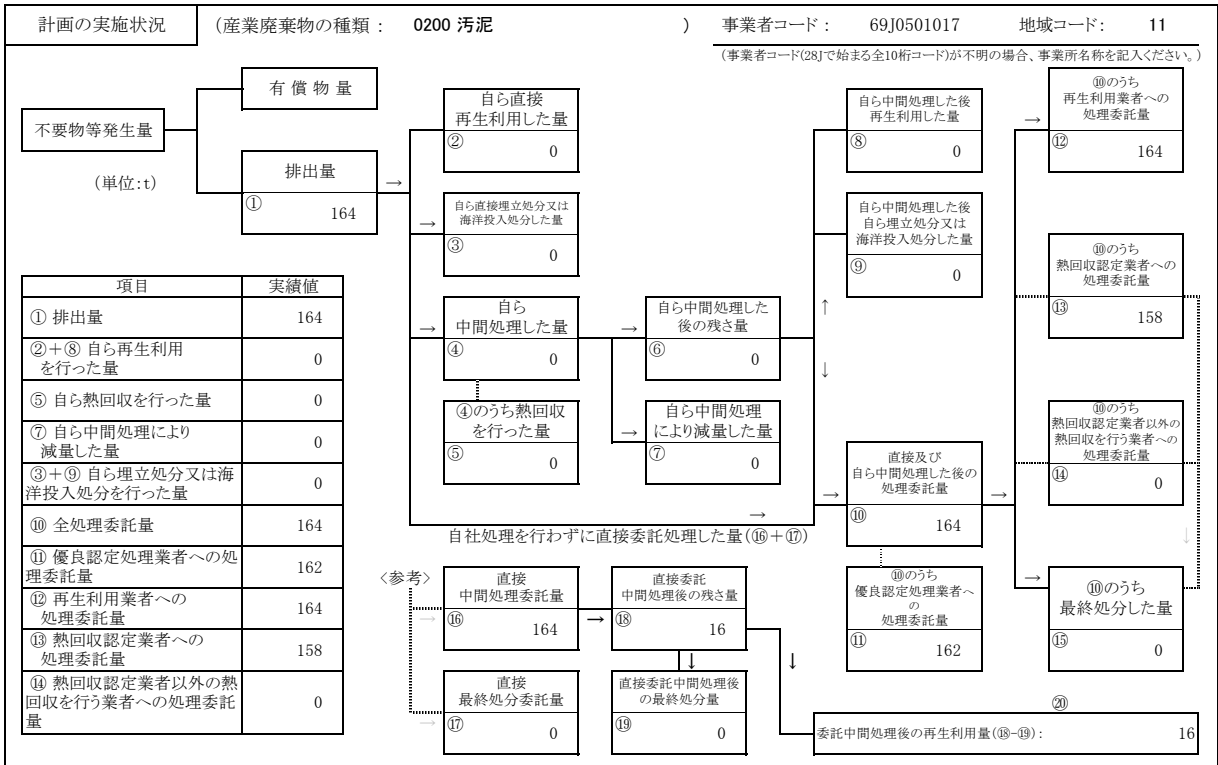 計画の実施状況 (産業廃棄物の種類： 0200 汚泥 ) 事業者コード： 69J0501017 地域コード： 11
(事業者コード(28Jで始まる全10桁コード)が不明の場合、事業所名称を記入ください。)
不要物等発生量
(単位:t)
有償物量
排出量
→
①
164
自ら直接
再生利用した量
②
0
→
自ら直接埋立処分又は
海洋投入処分した量
③
0
→
自ら
中間処理した量
④
0
④のうち熱回収
を行った量
⑤
0
→
自ら中間処理した
後の残さ量
⑥
0
→
自ら中間処理
により減量した量
⑦
0
自ら中間処理した後
再生利用した量
⑧
0
自ら中間処理した後
自ら埋立処分又は
海洋投入処分した量
⑨
0
↑
↓
→
直接及び
自ら中間処理した後の
処理委託量
⑩
164
→
⑩のうち
優良認定処理業者へ
の
処理委託量
⑪
162
→
⑩のうち
再生利用業者への
処理委託量
⑫
164
⑩のうち
熱回収認定業者への
処理委託量
⑬
158
⑩のうち
熱回収認定業者以外の
熱回収を行う業者への
処理委託量
⑭
0
↓
→
⑩のうち
最終処分した量
⑮
0
→
自社処理を行わずに直接委託処理した量(⑯＋⑰)
項目 実績値
① 排出量 164
②＋⑧ 自ら再生利用
を行った量 0
⑤ 自ら熱回収を行った量 0
⑦ 自ら中間処理により
減量した量 0
③＋⑨ 自ら埋立処分又は海
洋投入処分を行った量 0
⑩ 全処理委託量 164
⑪ 優良認定処理業者への処
理委託量 162
⑫ 再生利用業者への
処理委託量 164
⑬ 熱回収認定業者への
処理委託量 158
⑭ 熱回収認定業者以外の熱
回収を行う業者への処理委託
量 0
〈参考〉
→
直接
中間処理委託量
⑯
164
→
直接委託
中間処理後の残さ量
⑱
16
→
直接
最終処分委託量
⑰
0
↓
直接委託中間処理後
の最終処分量
⑲
0
↓
⑳
委託中間処理後の再生利用量(⑱-⑲)： 16